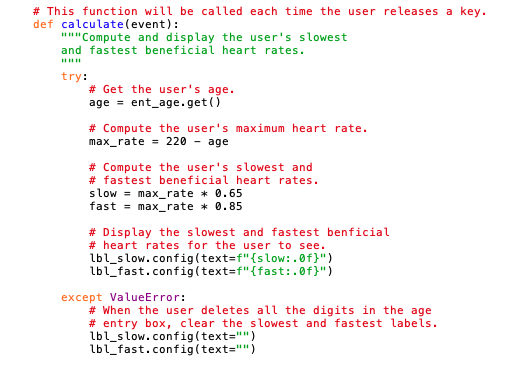 # This function will be called each time the user releases a key.
def calculate(event):
"""Compute and display the user's slowest
and fastest beneficial heart rates.
"""
try:
# Get the user's age.
age = ent_age.get()
# Compute the user's maximum heart rate.
max_rate = 220 - age
# Compute the user's slowest and
# fastest beneficial heart rates.
slow = max_rate * 0.65
fast = max_rate * 0.85
# Display the slowest and fastest benficial
# heart rates for the user to see.
lbl_slow.config(text=f"{slow:.0f}")
lbl_fast.config(text=f"{fast:.0f}")
except ValueError:
# When the user deletes all the digits in the age
# entry box, clear the slowest and fastest labels.
lbl_slow.config(text="")
lbl_fast.config(text="")